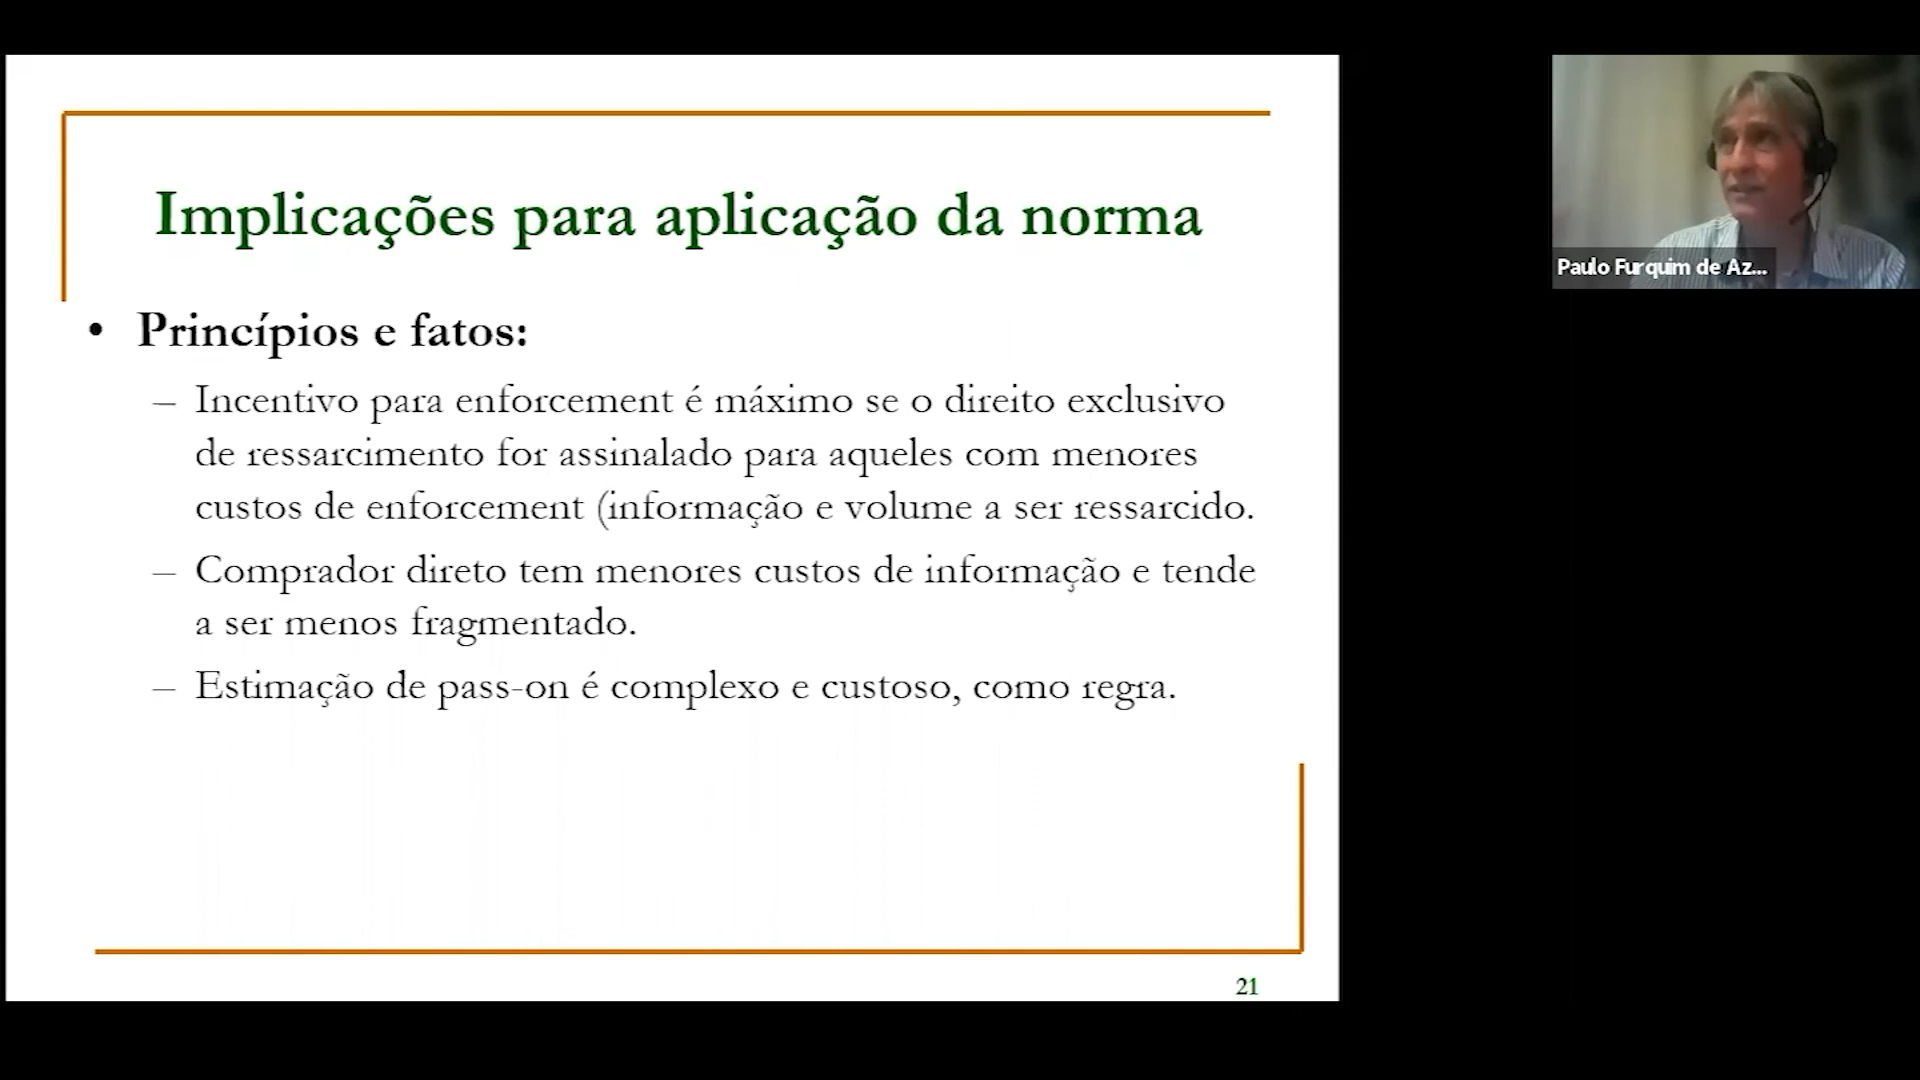 Implicações para aplicação da norma
• Princípios e fatos:
– Incentivo para enforcement é máximo se o direito exclusivo
de ressarcimento for assinalado para aqueles com menores
custos de enforcement (informação e volume a ser ressarcido.
– Comprador direto tem menores custos de informação e tende
a ser menos fragmentado.
– Estimação de pass-on é complexo e custoso, como regra.
21
Paulo Furquim de Az...